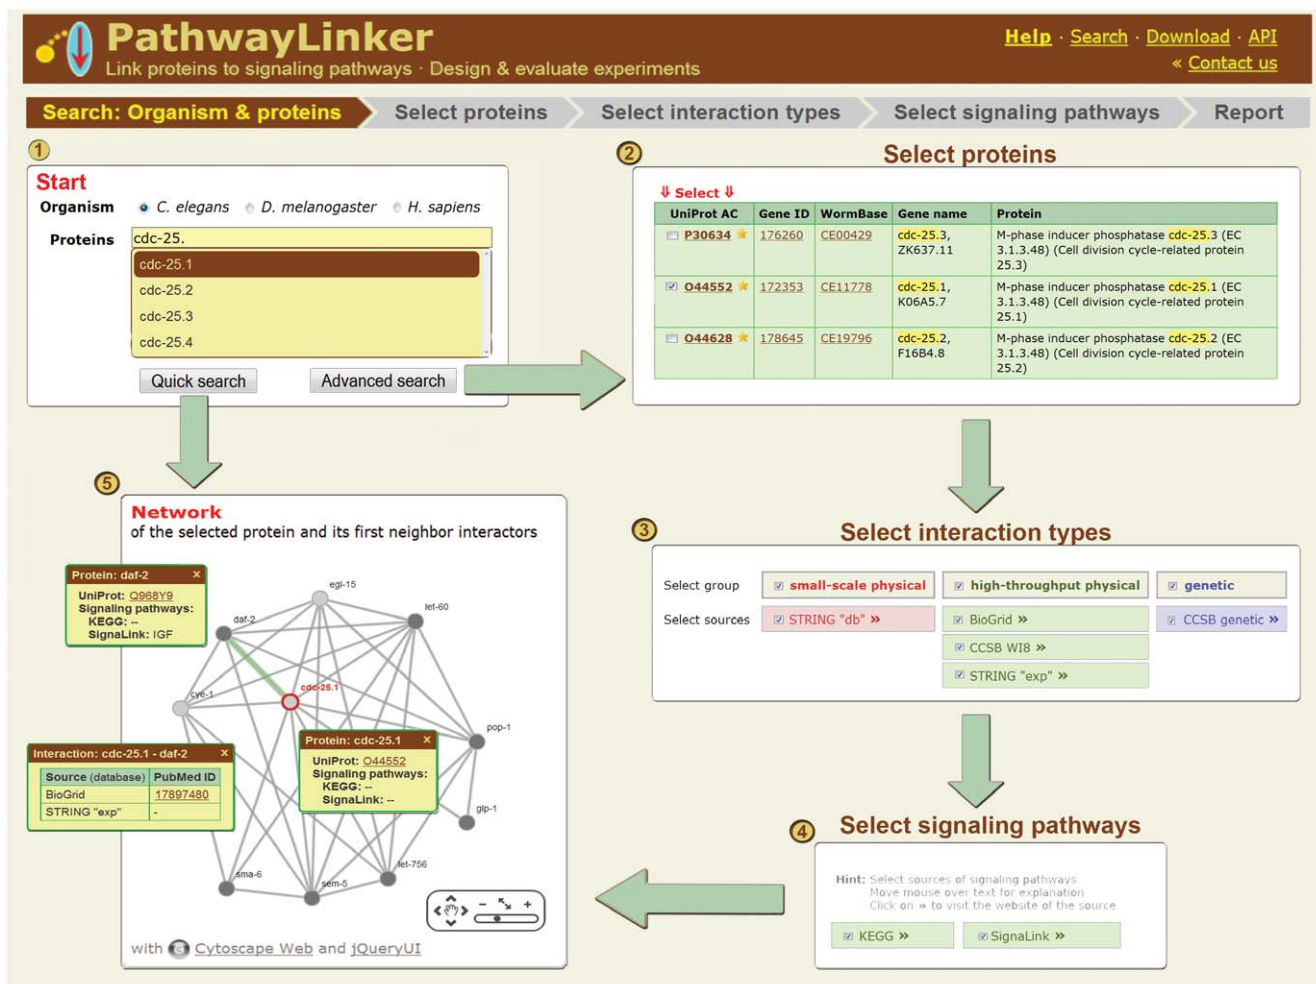 PathwayLinker
Link proteins to signaling pathways · Design & evaluate experiments
Help · Search · Download · API
« Contact us
Search: Organism & proteins
Select proteins
Select interaction types
Select signaling pathways
Report
1
Start
Organism
C. elegans
D. melanogaster
H. sapiens
Proteins
cdc-25.
cdc-25.1
cdc-25.2
cdc-25.3
cdc-25.4
Quick search
Advanced search
2
Select proteins
⇓ Select ⇓
UniProt AC Gene ID WormBase Gene name Protein
P30634 176260 CE00429 cdc-25.3, M-phase inducer phosphatase cdc-25.3 (EC
ZK637.11 3.1.3.48) (Cell division cycle-related protein
25.3)
O44552 172353 CE11778 cdc-25.1, M-phase inducer phosphatase cdc-25.1 (EC
K06A5.7 3.1.3.48) (Cell division cycle-related protein
25.1)
O44628 178645 CE19796 cdc-25.2, M-phase inducer phosphatase cdc-25.2 (EC
F16B4.8 3.1.3.48) (Cell division cycle-related protein
25.2)
3
Select interaction types
Select group small-scale physical high-throughput physical genetic
Select sources STRING "db" » BioGrid » CCSB genetic »
CCSB WI8 »
STRING "exp" »
4
Select signaling pathways
Hint: Select sources of signaling pathways
Move mouse over text for explanation
Click on » to visit the website of the source
KEGG » SignaLink »
5
Network
of the selected protein and its first neighbor interactors
Protein: daf-2 x
UniProt: Q968Y9
Signaling pathways:
KEGG: --
SignaLink: IGF
egl-15
let-60
daf-2
cye-1
cdc-25.1
pop-1
Protein: cdc-25.1 x
UniProt: O44552
Signaling pathways:
KEGG: --
SignaLink: --
Interaction: cdc-25.1 - daf-2 x
Source (database) PubMed ID
BioGrid 17897480
STRING "exp" -
glp-1
let-756
sma-6
sem-5
with Cytoscape Web and jQueryUI